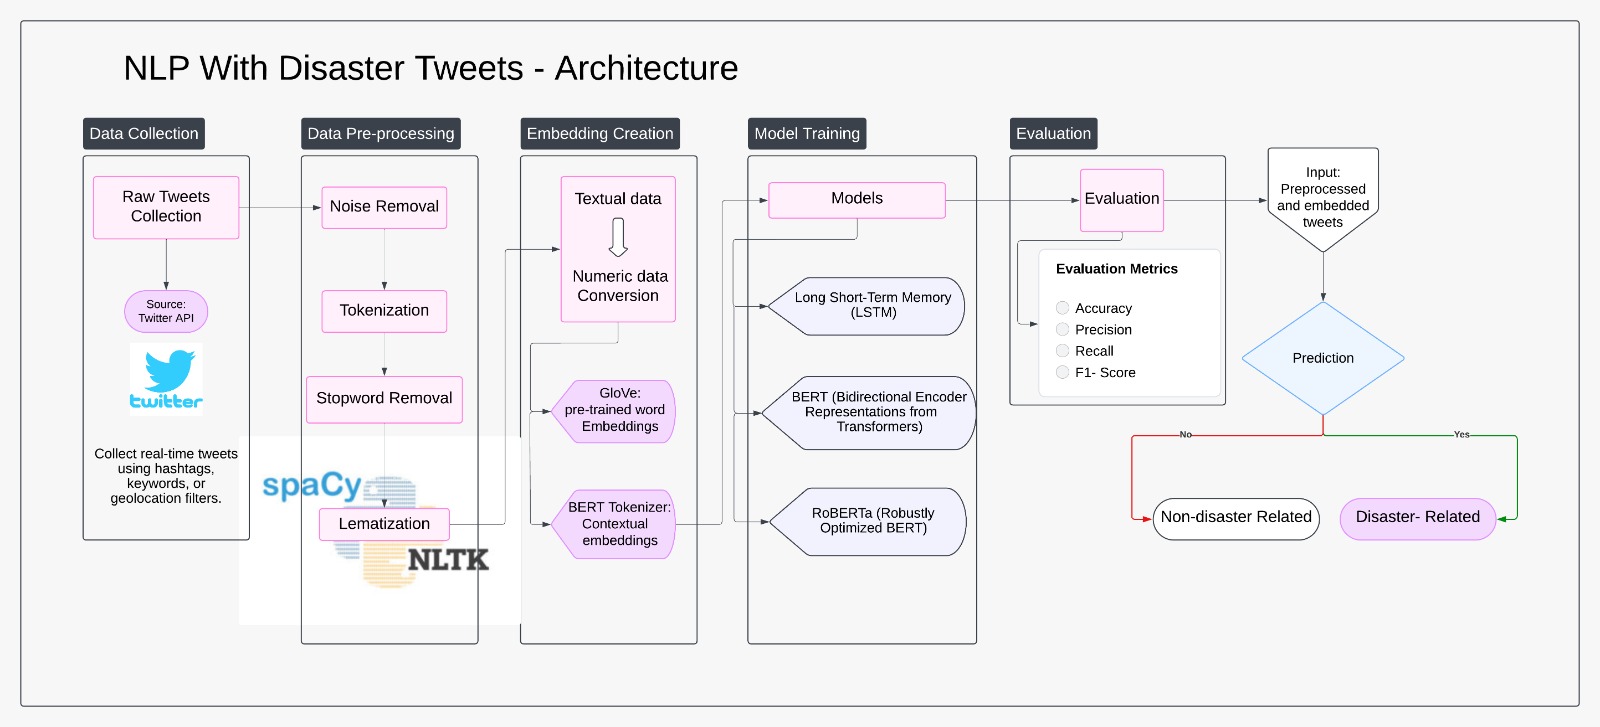 NLP With Disaster Tweets - Architecture
Data Collection
Raw Tweets
Collection
Source:
Twitter API
twitter
Collect real-time tweets
using hashtags,
keywords, or
geolocation filters.
Data Pre-processing
Noise Removal
Tokenization
Stopword Removal
spaCy
Lematization
NLTK
Embedding Creation
Textual data
Numeric data
Conversion
GloVe:
pre-trained word
Embeddings
BERT Tokenizer:
Contextual
embeddings
Model Training
Models
Long Short-Term Memory
(LSTM)
BERT (Bidirectional Encoder
Representations from
Transformers)
RoBERTa (Robustly
Optimized BERT)
Evaluation
Evaluation
Evaluation Metrics
Accuracy
Precision
Recall
F1- Score
Input:
Preprocessed
and embedded
tweets
Prediction
No
Yes
Non-disaster Related
Disaster- Related